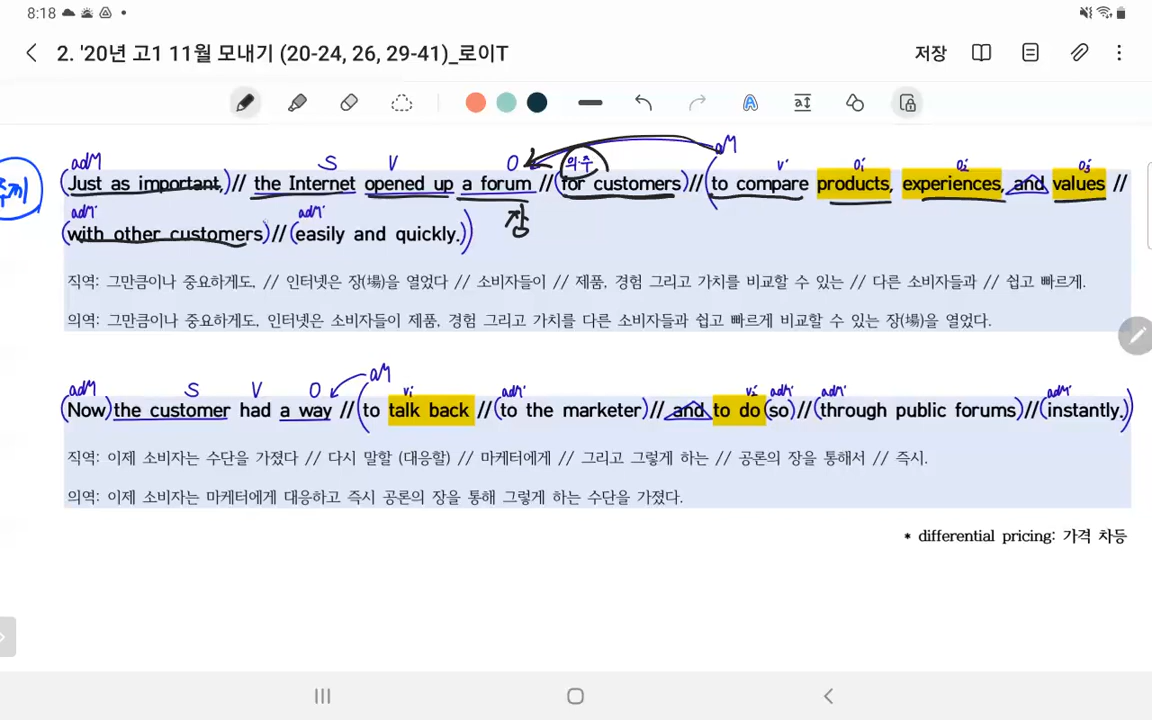 8:18
2. '20년 고1 11월 모내기 (20-24, 26, 29-41)_로이T
저장
adM S V O 의·주 aM v' o₁ o₂ o₃
(Just as important,)// the Internet opened up a forum //(for customers)//(to compare products, experiences, and values //
adM' adM' 장
(with other customers)//(easily and quickly.))
직역: 그만큼이나 중요하게도, // 인터넷은 장(場)을 열었다 // 소비자들이 // 제품, 경험 그리고 가치를 비교할 수 있는 // 다른 소비자들과 // 쉽고 빠르게.
의역: 그만큼이나 중요하게도, 인터넷은 소비자들이 제품, 경험 그리고 가치를 다른 소비자들과 쉽고 빠르게 비교할 수 있는 장(場)을 열었다.
adM S V O aM v₁ adM' v₂ adM' adM' adM'
(Now)the customer had a way //(to talk back //(to the marketer)// and to do (so)//(through public forums)//(instantly.))
직역: 이제 소비자는 수단을 가졌다 // 다시 말할 (대응할) // 마케터에게 // 그리고 그렇게 하는 // 공론의 장을 통해서 // 즉시.
의역: 이제 소비자는 마케터에게 대응하고 즉시 공론의 장을 통해 그렇게 하는 수단을 가졌다.
* differential pricing: 가격 차등